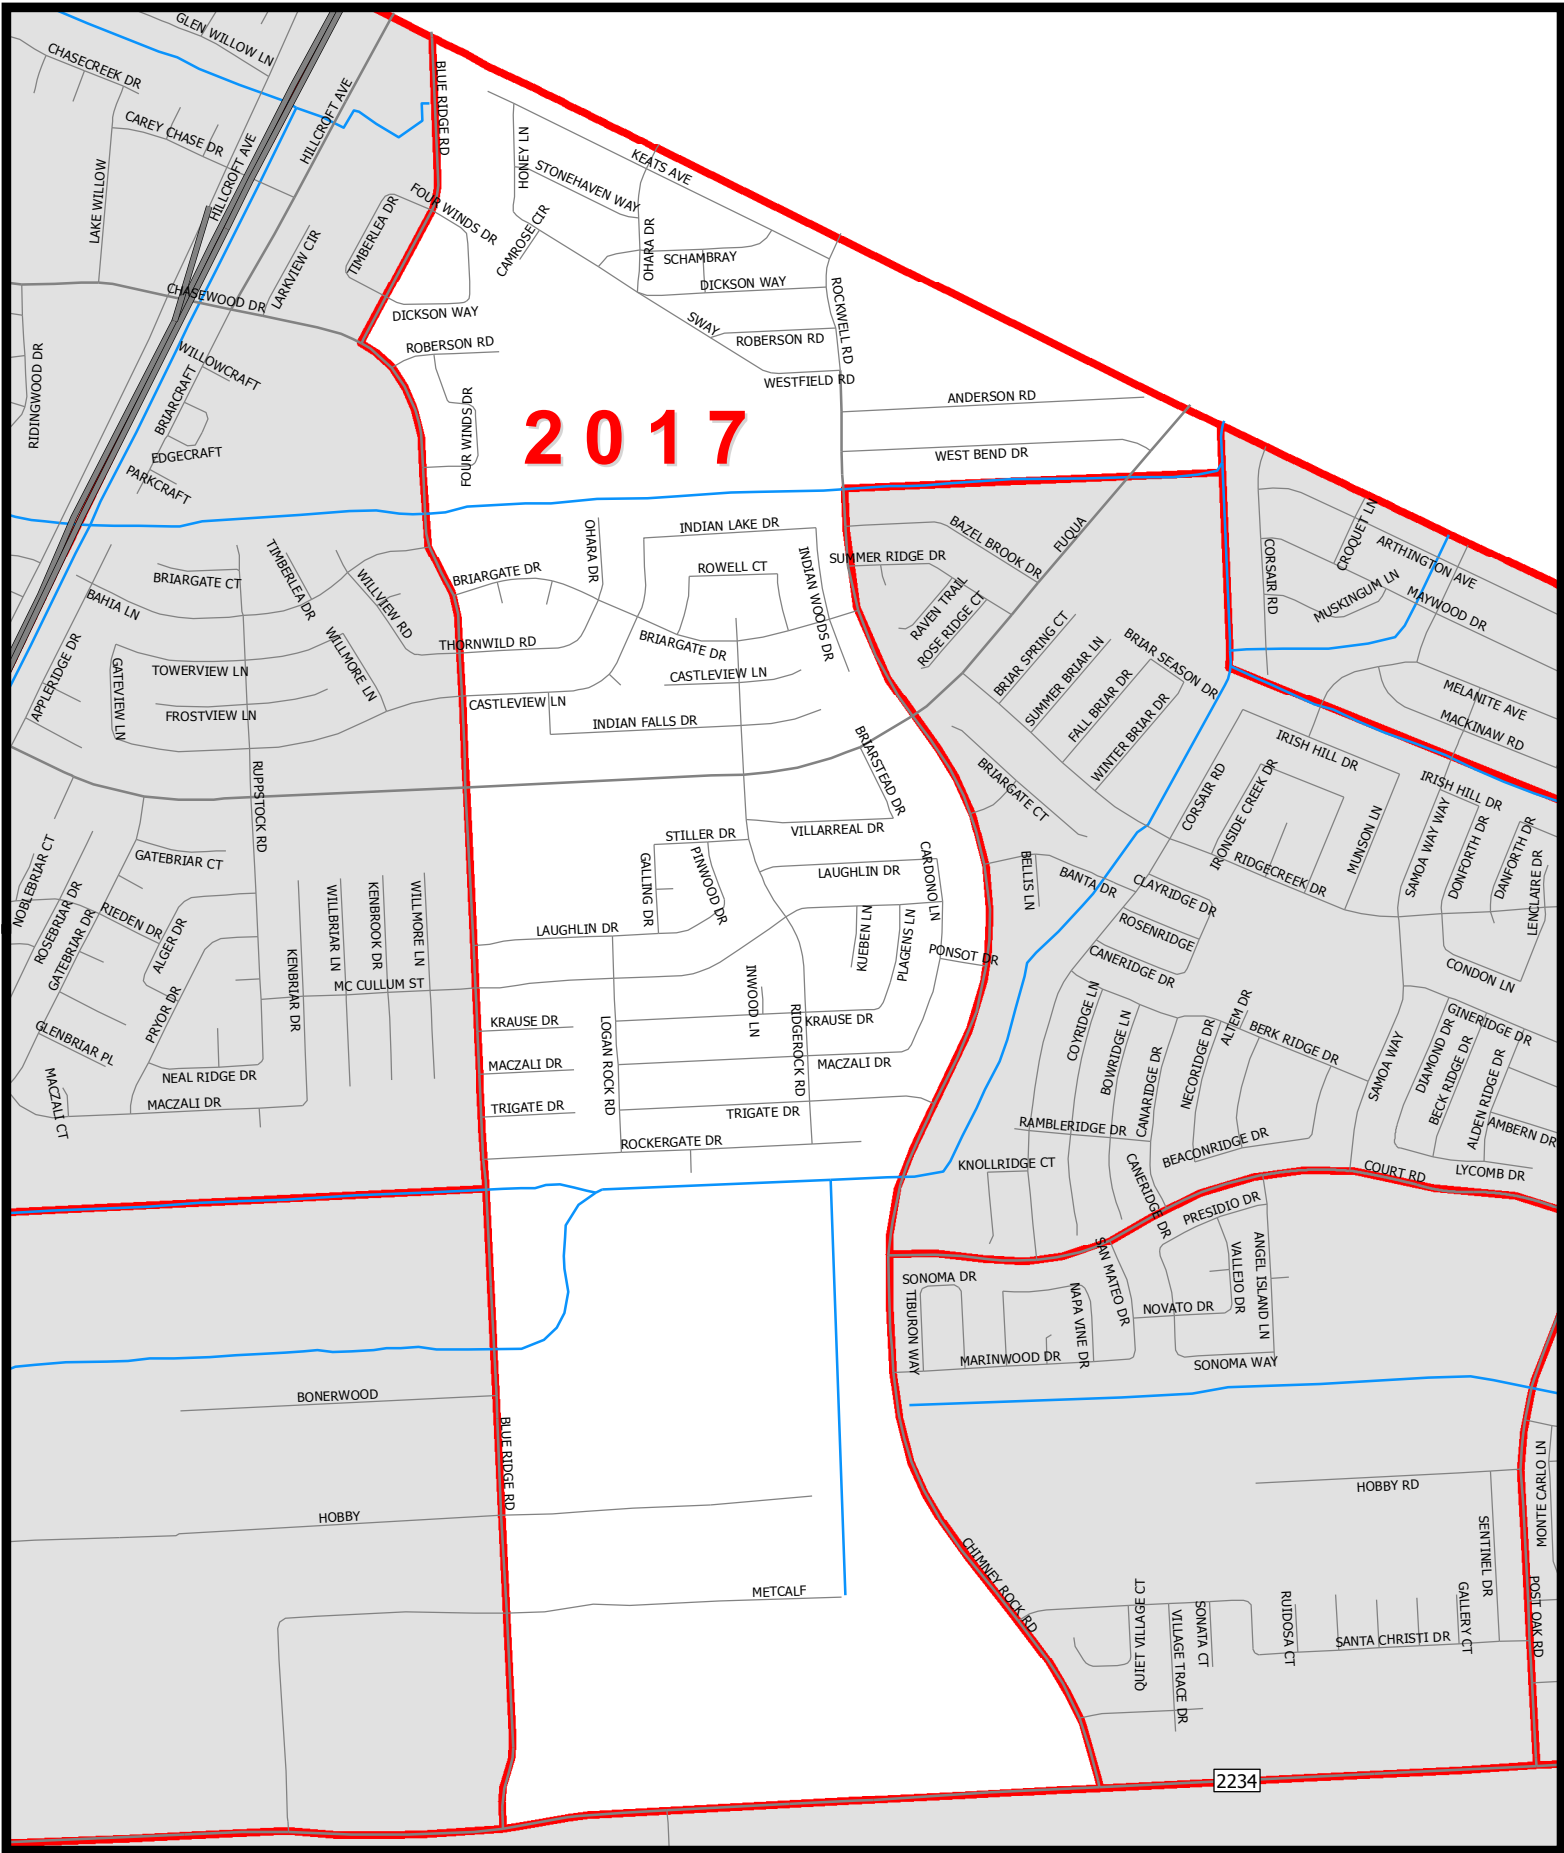 GLEN WILLOW LN
CHASECREEK DR
CAREY CHASE DR
LAKE WILLOW
HILLCROFT AVE
HILLCROFT AVE
BLUE RIDGE RD
HONEY LN
KEATS AVE
STONEHAVEN WAY
FOUR WINDS DR
TIMBERLEA DR
CAMROSE CIR
OHARA DR
SCHAMBRAY
DICKSON WAY
LARKVIEW CIR
CHASEWOOD DR
DICKSON WAY
SWAY
ROCKWELL RD
ROBERSON RD
ROBERSON RD
WESTFIELD RD
RIDINGWOOD DR
WILLOWCRAFT
BRIARCRAFT
EDGECRAFT
PARKCRAFT
FOUR WINDS DR
2017
ANDERSON RD
WEST BEND DR
INDIAN LAKE DR
OHARA DR
ROWELL CT
INDIAN WOODS DR
SUMMER RIDGE DR
BAZEL BROOK DR
FUQUA
CORSAIR RD
CROQUET LN
ARTHINGTON AVE
MUSKINGUM LN
MAYWOOD DR
BRIARGATE CT
TIMBERLEA DR
BAHIA LN
WILLVIEW RD
BRIARGATE DR
THORNWILD RD
BRIARGATE DR
RAVEN TRAIL
ROSE RIDGE CT
BRIAR SPRING CT
SUMMER BRIAR LN
BRIAR SEASON DR
FALL BRIAR DR
WINTER BRIAR DR
MELANITE AVE
MACKINAW RD
APPLERIDGE DR
GATEVIEW LN
TOWERVIEW LN
WILLMORE LN
FROSTVIEW LN
CASTLEVIEW LN
CASTLEVIEW LN
INDIAN FALLS DR
BRIARSTEAD DR
BRIARGATE CT
IRISH HILL DR
IRISH HILL DR
CORSAIR RD
IRONSIDE CREEK DR
MUNSON LN
SAMOA WAY WAY
DONFORTH DR
DANFORTH DR
LENCLAIRE DR
RUPPSTOCK RD
STILLER DR
VILLARREAL DR
NOBLEBRIAR CT
GATEBRIAR CT
ROSEBRIAR DR
GATEBRIAR DR
RIEDEN DR
ALGER DR
GALLING DR
PINWOOD DR
LAUGHLIN DR
CARDONO LN
BELLIS LN
BANTA DR
CLAYRIDGE DR
RIDGECREEK DR
WILLBRIAR LN
KENBROOK DR
WILLMORE LN
LAUGHLIN DR
KUEBEN LN
PLAGENS LN
PONSOT DR
ROSENRIDGE
CANERIDGE DR
CONDON LN
KENBRIAR DR
MC CULLUM ST
INWOOD LN
RIDGEROCK RD
PRYOR DR
GLENBRIAR PL
KRAUSE DR
LOGAN ROCK RD
KRAUSE DR
COYRIDGE LN
BOWRIDGE LN
ALTEM DR
NECORIDGE DR
BERK RIDGE DR
GINERIDGE DR
DIAMOND DR
BECK RIDGE DR
ALDEN RIDGE DR
SAMOA WAY
NEAL RIDGE DR
MACZALI CT
MACZALI DR
MACZALI DR
MACZALI DR
TRIGATE DR
TRIGATE DR
CANARIDGE DR
RAMBLERIDGE DR
AMBERN DR
ROCKERGATE DR
KNOLLRIDGE CT
BEACONRIDGE DR
CANERIDGE DR
LYCOMB DR
COURT RD
PRESIDIO DR
SAN MATEO DR
VALLEJO DR
ANGEL ISLAND LN
SONOMA DR
TIBURON WAY
NAPA VINE DR
NOVATO DR
MARINWOOD DR
SONOMA WAY
BONERWOOD
BLUE RIDGE RD
HOBBY
HOBBY RD
MONTE CARLO LN
SENTINEL DR
CHIMNEY ROCK RD
METCALF
QUIET VILLAGE CT
VILLAGE TRACE DR
SONATA CT
RUIDOSA CT
SANTA CHRISTI DR
GALLERY CT
POST OAK RD
2234